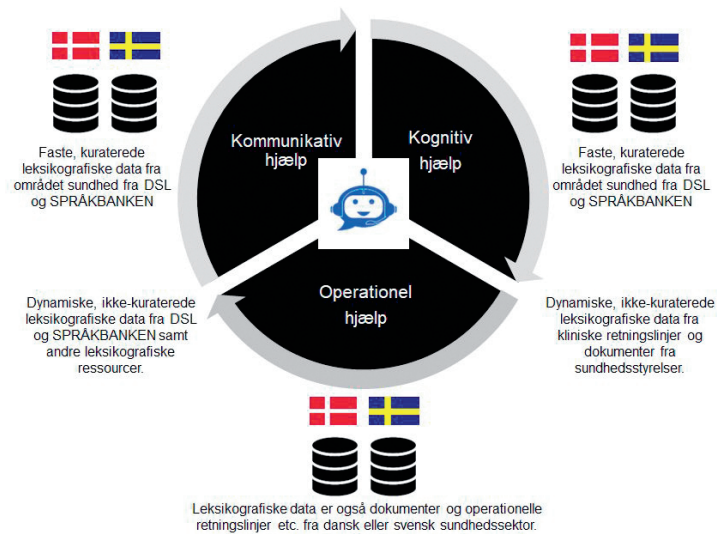 Kommunikativ
hjælp
Kognitiv
hjælp
Operationel
hjælp
Faste, kuraterede
leksikografiske data fra
området sundhed fra DSL
og SPRÅKBANKEN
Faste, kuraterede
leksikografiske data fra
området sundhed fra DSL
og SPRÅKBANKEN
Dynamiske, ikke-kuraterede
leksikografiske data fra DSL
og SPRÅKBANKEN samt
andre leksikografiske
ressourcer.
Dynamiske, ikke-kuraterede
leksikografiske data fra
kliniske retningslinjer og
dokumenter fra
sundhedsstyrelser.
Leksikografiske data er også dokumenter og operationelle
retningslinjer etc. fra dansk eller svensk sundhedssektor.